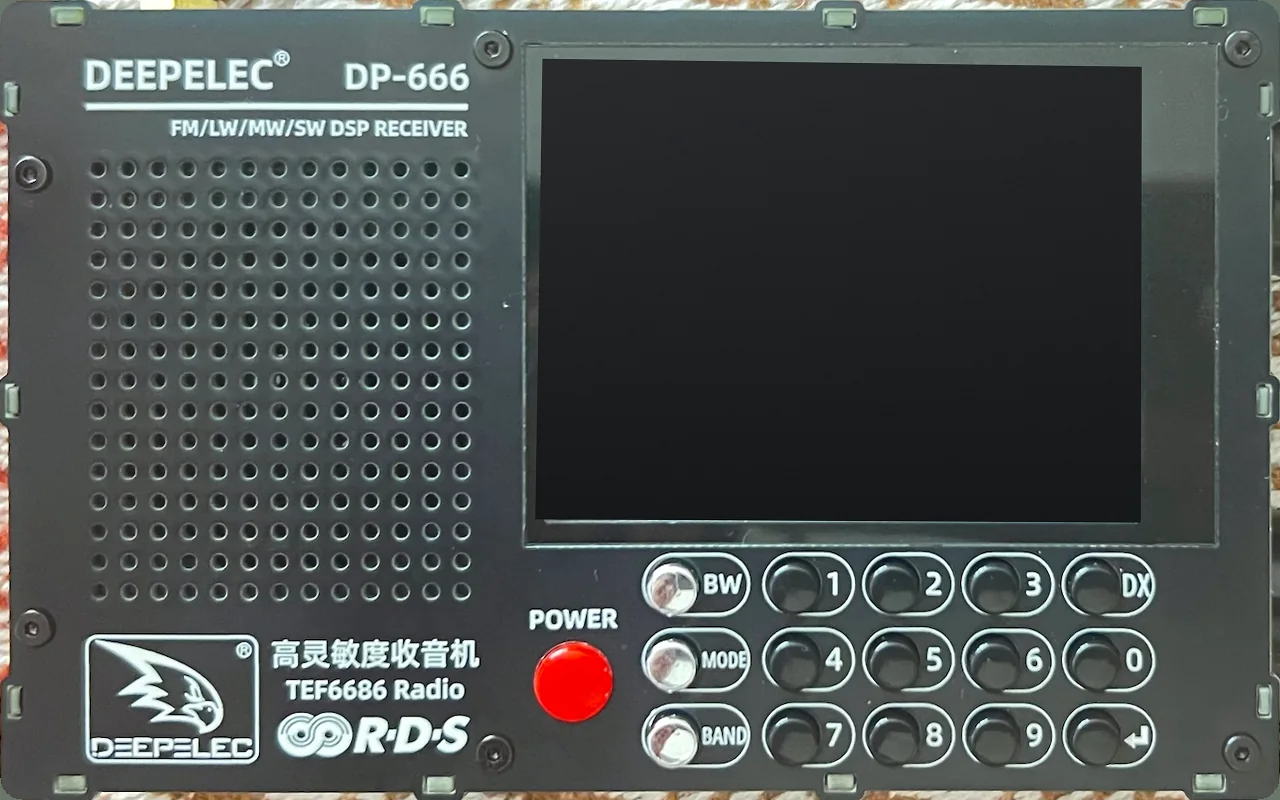 DEEPELEC® DP-666
FM/LW/MW/SW DSP RECEIVER
POWER
BW 1 2 3 DX
MODE 4 5 6 0
BAND 7 8 9 ↵
®
DEEPELEC
高灵敏度收音机
TEF6686 Radio
R·D·S